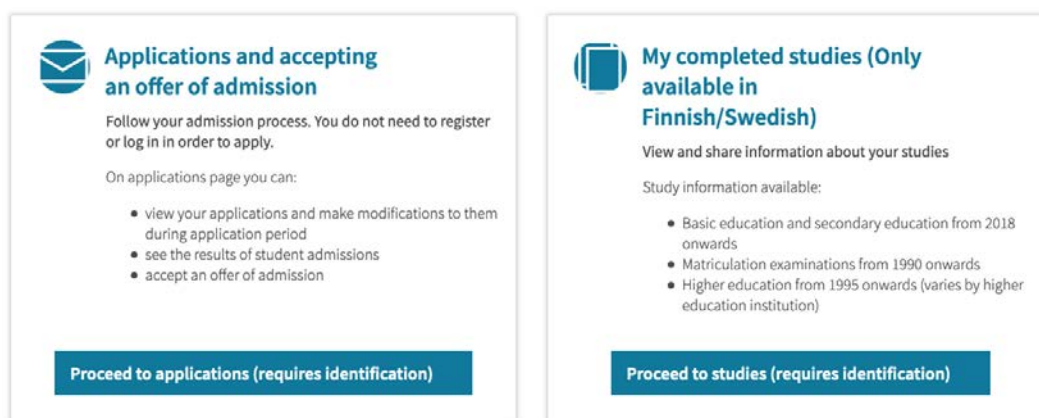 Applications and accepting
an offer of admission
Follow your admission process. You do not need to register
or log in in order to apply.
On applications page you can:
• view your applications and make modifications to them
during application period
• see the results of student admissions
• accept an offer of admission
Proceed to applications (requires identification)
My completed studies (Only
available in
Finnish/Swedish)
View and share information about your studies
Study information available:
• Basic education and secondary education from 2018
onwards
• Matriculation examinations from 1990 onwards
• Higher education from 1995 onwards (varies by higher
education institution)
Proceed to studies (requires identification)